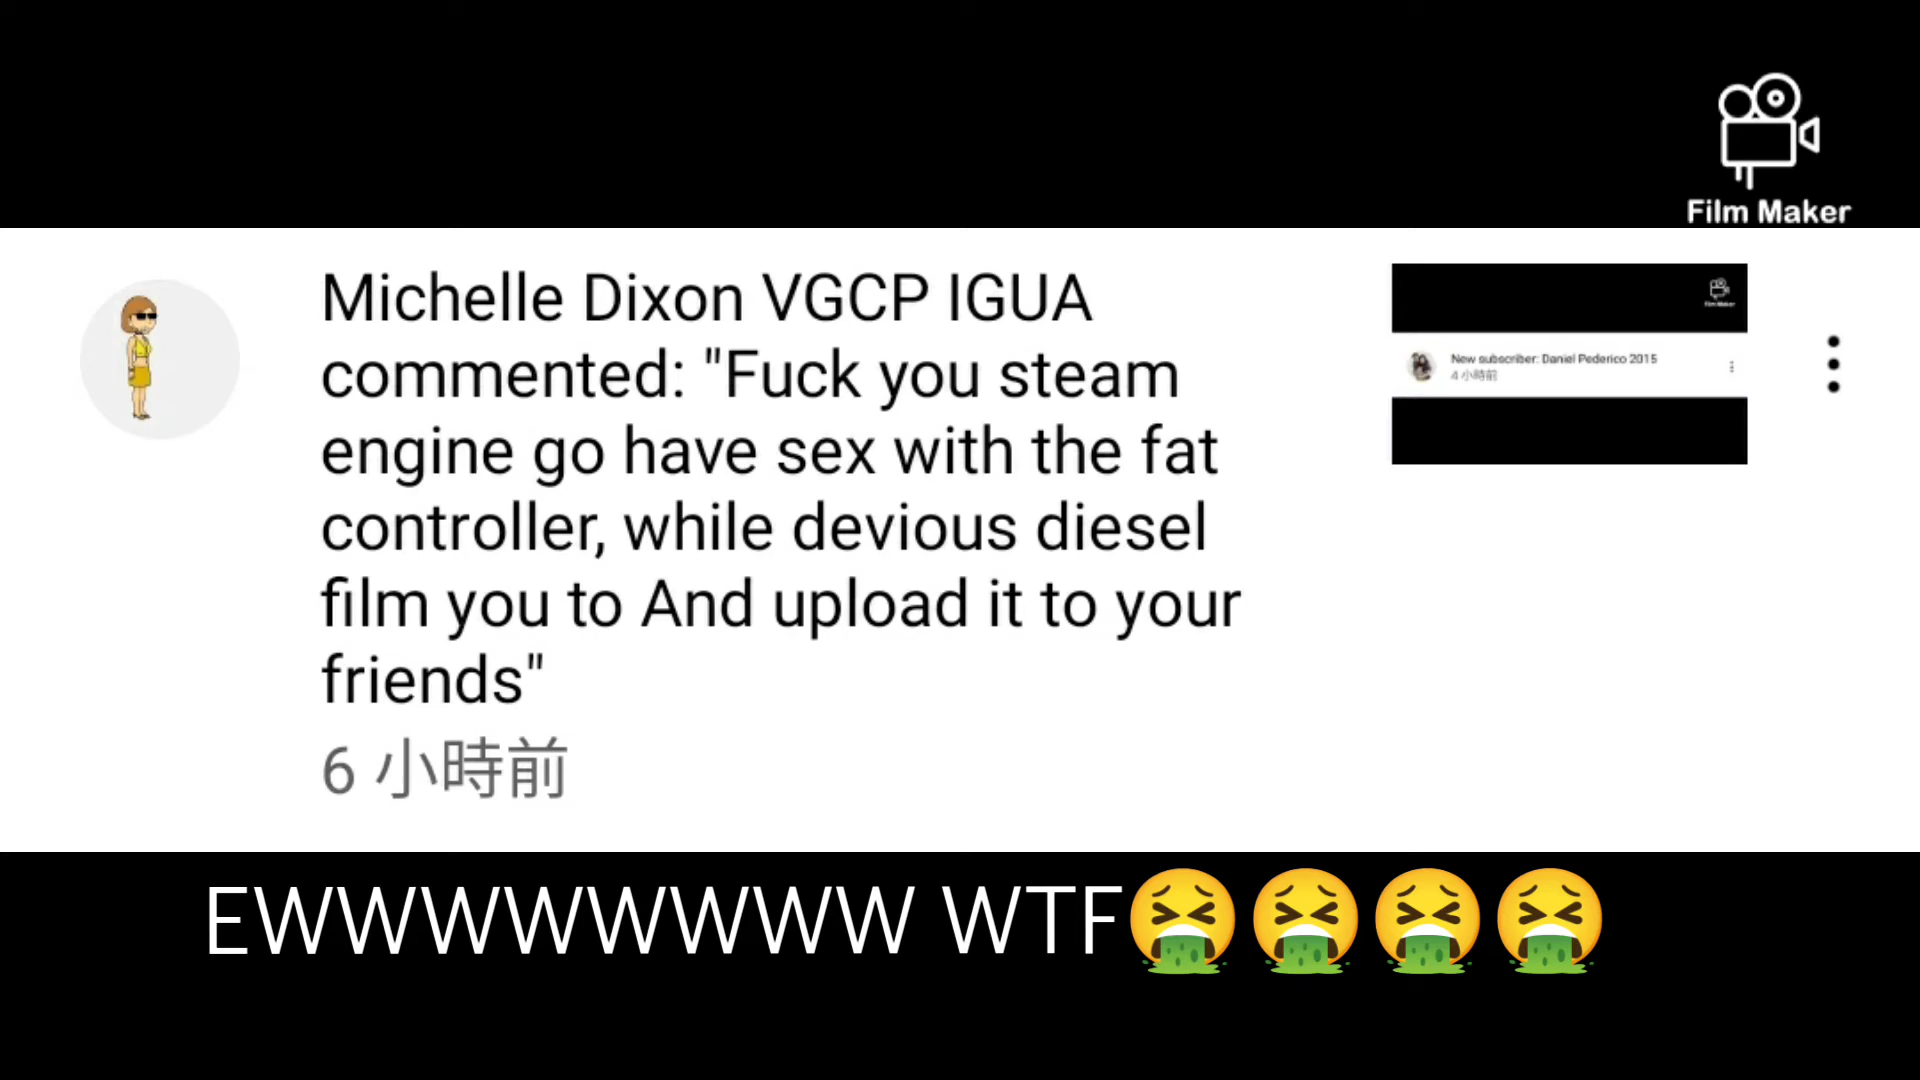 Film Maker
Michelle Dixon VGCP IGUA
commented: "Fuck you steam
engine go have sex with the fat
controller, while devious diesel
film you to And upload it to your
friends"
6 小時前
Film Maker
New subscriber: Daniel Pederico 2015
4 小時前
EWWWWWWWW WTF🤮🤮🤮🤮